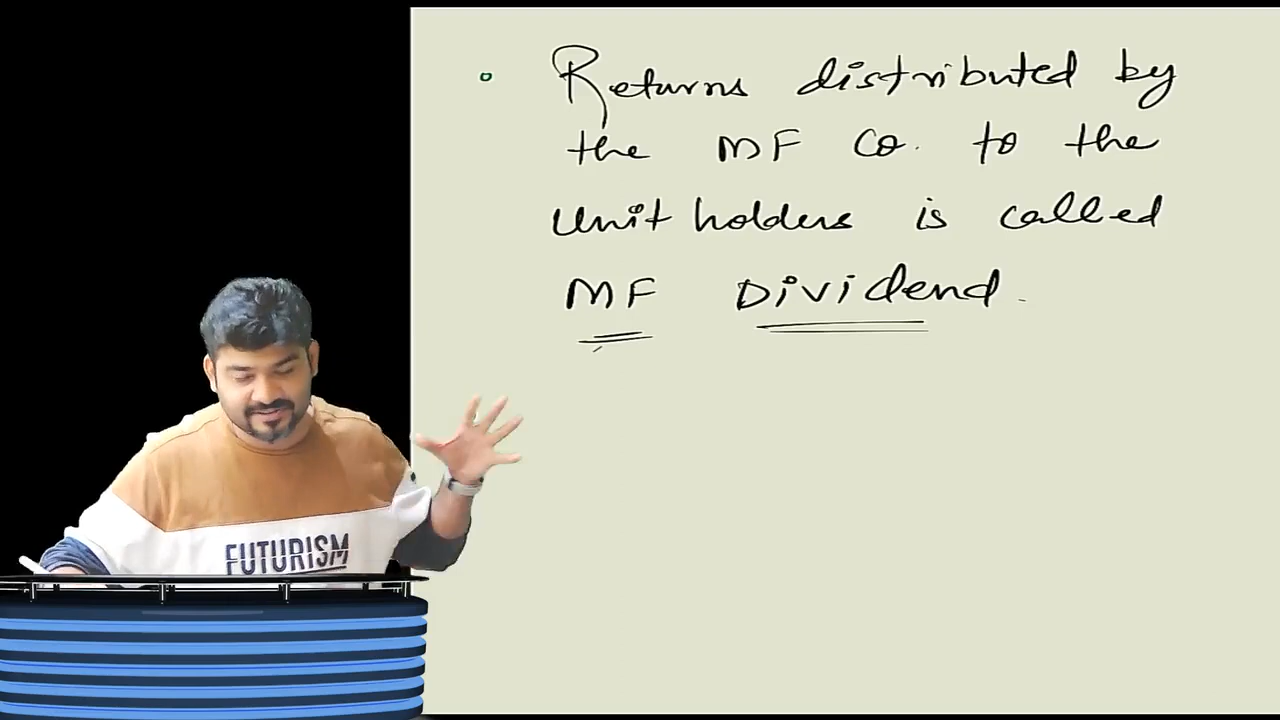 Returns distributed by
the MF Co. to the
unit holders is called
MF Dividend.
FUTURISM